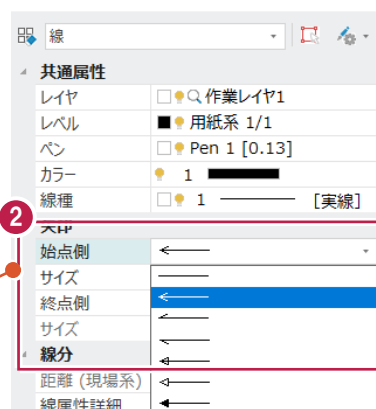 線
共通属性
レイヤ 作業レイヤ1
レベル 用紙系 1/1
ペン Pen 1 [0.13]
カラー 1
線種 1 [実線]
2
矢印
始点側
サイズ
終点側
サイズ
線分
距離 (現場系)
線属性詳細